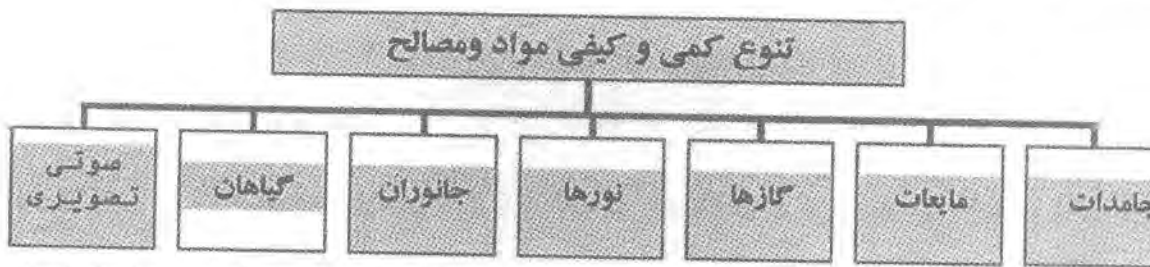 تنوع کمی و کیفی مواد ومصالح
جامدات
مایعات
گازها
نورها
جانوران
گیاهان
صوتی
تصویری